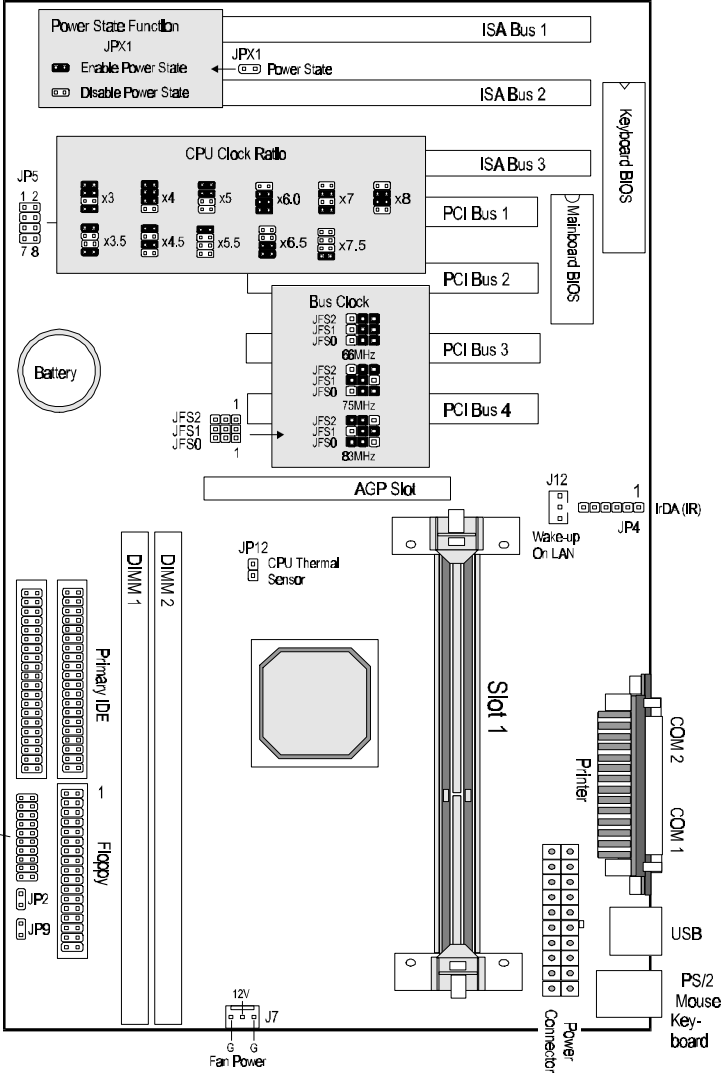 Power State Function
JPX1
Enable Power State
Disable Power State
JPX1
Power State
ISA Bus 1
ISA Bus 2
ISA Bus 3
Keyboard BIOS
CPU Clock Ratio
x3
x4
x5
x6.0
x7
x8
x3.5
x4.5
x5.5
x6.5
x7.5
JP5
1 2
7 8
PCI Bus 1
PCI Bus 2
PCI Bus 3
PCI Bus 4
Mainboard BIOS
Bus Clock
JFS2
JFS1
JFS0
66MHz
JFS2
JFS1
JFS0
75MHz
JFS2
JFS1
JFS0
83MHz
Battery
1
JFS2
JFS1
JFS0
1
AGP Slot
J12
Wake-up
On LAN
1
JP4
IrDA (IR)
JP12
CPU Thermal
Sensor
DIMM 1
DIMM 2
Primary IDE
Slot 1
COM 2
COM 1
Printer
1
Floppy
JP2
JP9
USB
PS/2
Mouse
Key-
board
Power
Connector
12V
J7
G
G
Fan Power